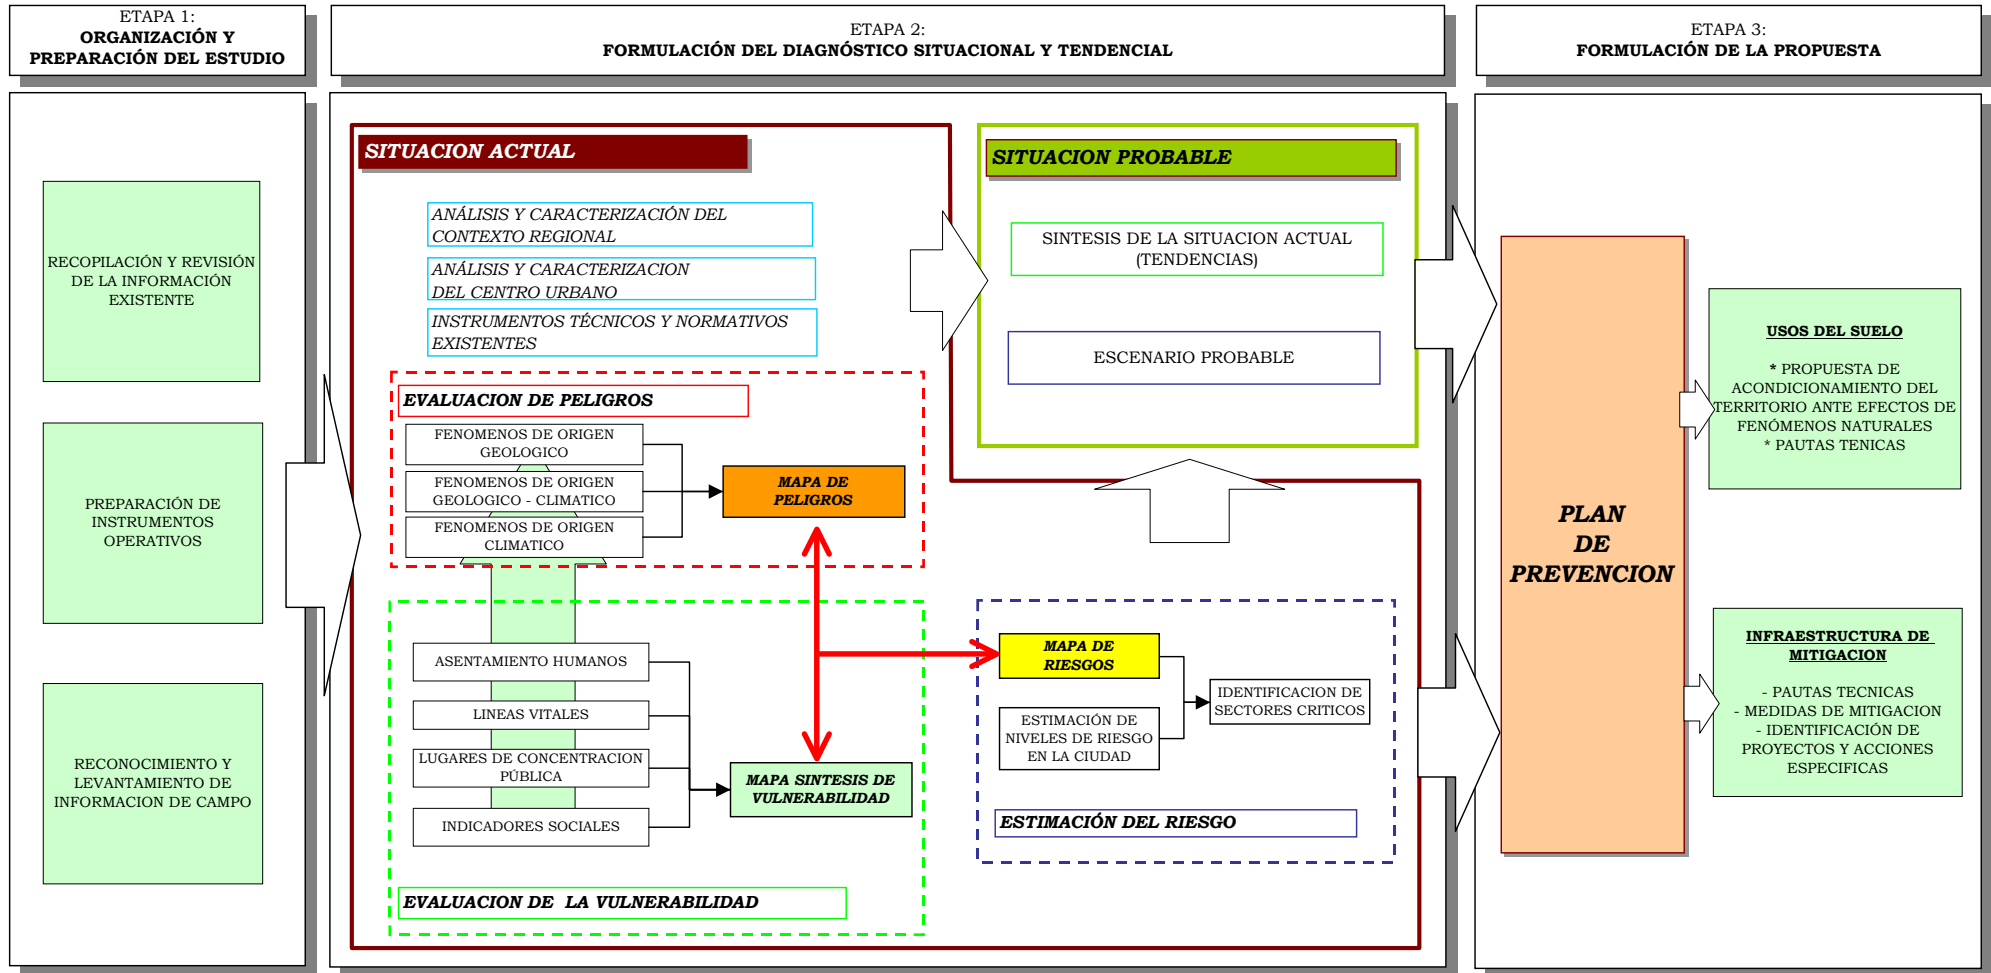 ETAPA 1:
ORGANIZACIÓN Y
PREPARACIÓN DEL ESTUDIO
ETAPA 2:
FORMULACIÓN DEL DIAGNÓSTICO SITUACIONAL Y TENDENCIAL
ETAPA 3:
FORMULACIÓN DE LA PROPUESTA
RECOPILACIÓN Y REVISIÓN
DE LA INFORMACIÓN
EXISTENTE
PREPARACIÓN DE
INSTRUMENTOS
OPERATIVOS
RECONOCIMIENTO Y
LEVANTAMIENTO DE
INFORMACION DE CAMPO
SITUACION ACTUAL
ANÁLISIS Y CARACTERIZACIÓN DEL
CONTEXTO REGIONAL
ANÁLISIS Y CARACTERIZACION
DEL CENTRO URBANO
INSTRUMENTOS TÉCNICOS Y NORMATIVOS
EXISTENTES
EVALUACION DE PELIGROS
FENOMENOS DE ORIGEN
GEOLOGICO
FENOMENOS DE ORIGEN
GEOLOGICO - CLIMATICO
FENOMENOS DE ORIGEN
CLIMATICO
MAPA DE
PELIGROS
ASENTAMIENTO HUMANOS
LINEAS VITALES
LUGARES DE CONCENTRACION
PÚBLICA
INDICADORES SOCIALES
MAPA SINTESIS DE
VULNERABILIDAD
EVALUACION DE  LA VULNERABILIDAD
SITUACION PROBABLE
SINTESIS DE LA SITUACION ACTUAL
(TENDENCIAS)
ESCENARIO PROBABLE
MAPA DE
RIESGOS
ESTIMACIÓN DE
NIVELES DE RIESGO
EN LA CIUDAD
IDENTIFICACION DE
SECTORES CRITICOS
ESTIMACIÓN DEL RIESGO
PLAN
DE
PREVENCION
USOS DEL SUELO
* PROPUESTA DE
ACONDICIONAMIENTO DEL
TERRITORIO ANTE EFECTOS DE
FENÓMENOS NATURALES
* PAUTAS TENICAS
INFRAESTRUCTURA DE
MITIGACION
- PAUTAS TECNICAS
- MEDIDAS DE MITIGACION
- IDENTIFICACIÓN DE
PROYECTOS Y ACCIONES
ESPECIFICAS